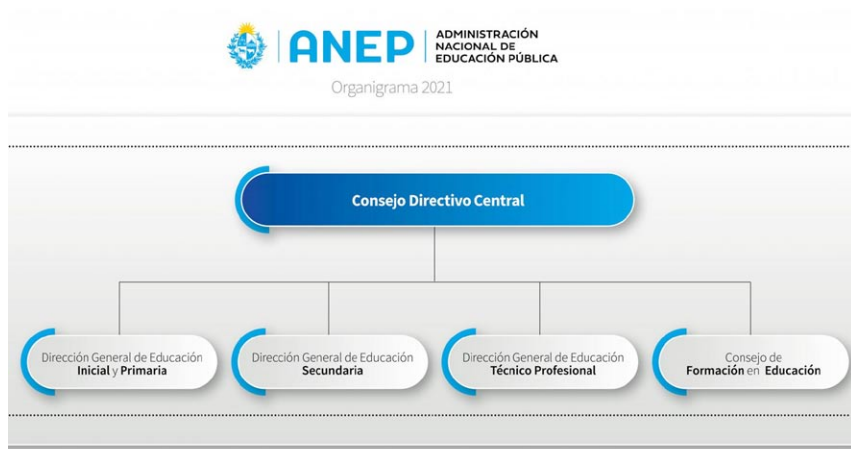 ANEP
ADMINISTRACIÓN
NACIONAL DE
EDUCACIÓN PÚBLICA
Organigrama 2021
Consejo Directivo Central
Dirección General de Educación
Inicial y Primaria
Dirección General de Educación
Secundaria
Dirección General de Educación
Técnico Profesional
Consejo de
Formación en Educación